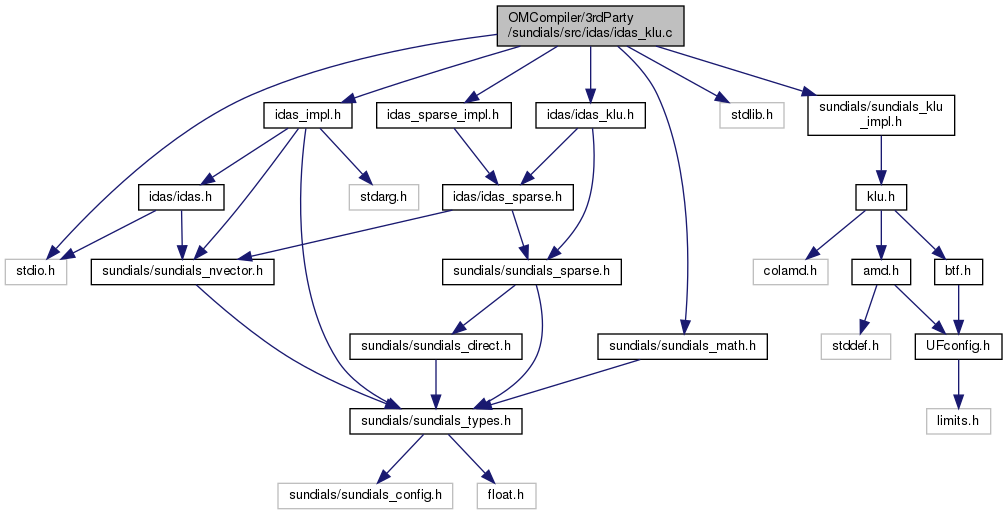 OMCompiler/3rdParty
/sundials/src/idas/idas_klu.c
idas_impl.h
idas_sparse_impl.h
idas/idas_klu.h
stdlib.h
sundials/sundials_klu
_impl.h
idas/idas.h
stdarg.h
idas/idas_sparse.h
klu.h
stdio.h
sundials/sundials_nvector.h
sundials/sundials_sparse.h
colamd.h
amd.h
btf.h
sundials/sundials_direct.h
sundials/sundials_math.h
stddef.h
UFconfig.h
sundials/sundials_types.h
limits.h
sundials/sundials_config.h
float.h